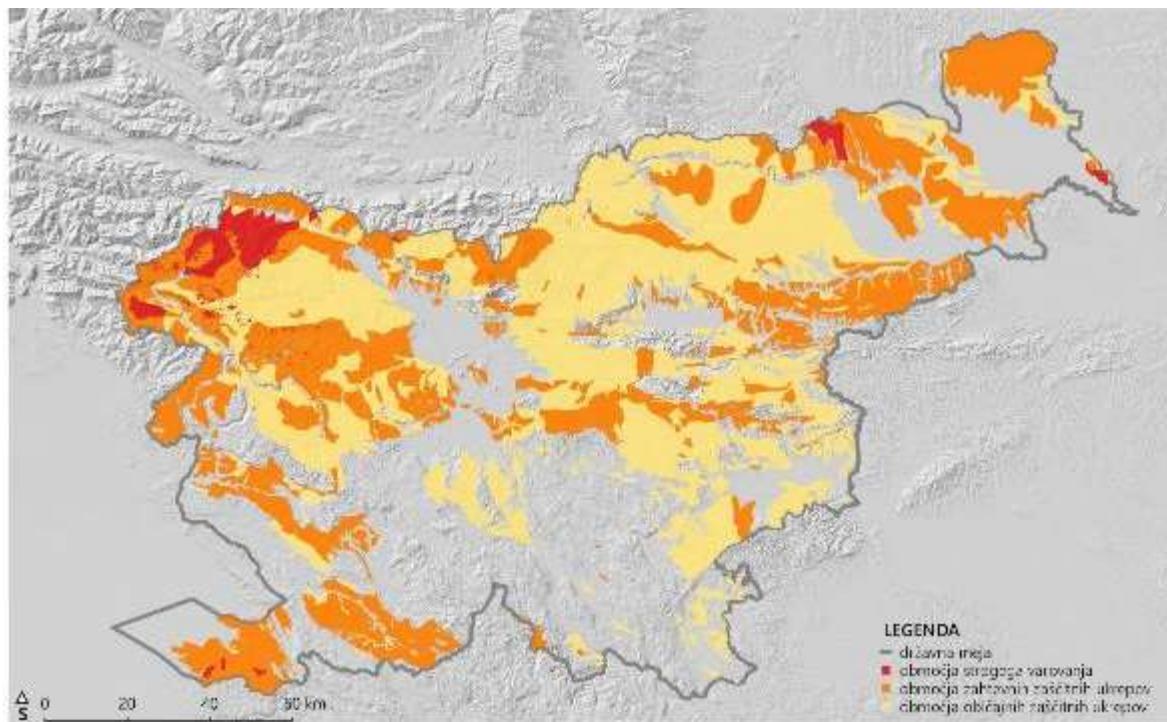 LEGENDA
državna meja
območja strogega varovanja
območja zahtevnih zaščitnih ukrepov
območja običajnih zaščitnih ukrepov
S
0 20 40 60 km